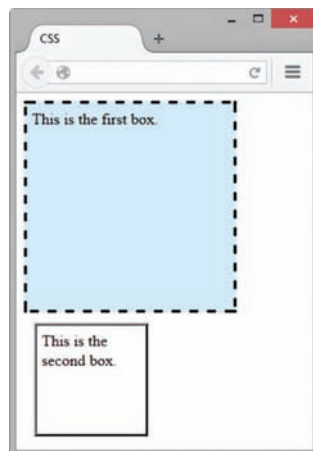 CSS
This is the first box.
This is the
second box.